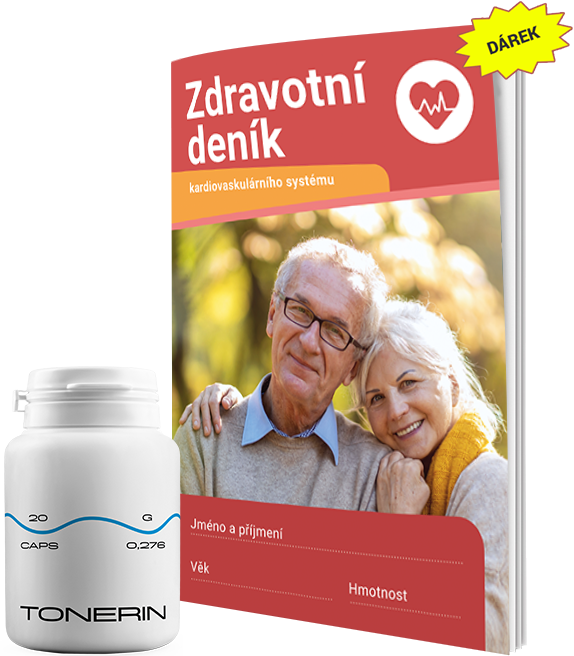 DÁREK
Zdravotní
deník
kardiovaskulárního systému
Jméno a příjmení
Věk
Hmotnost
20 G
CAPS 0,276
TONERIN